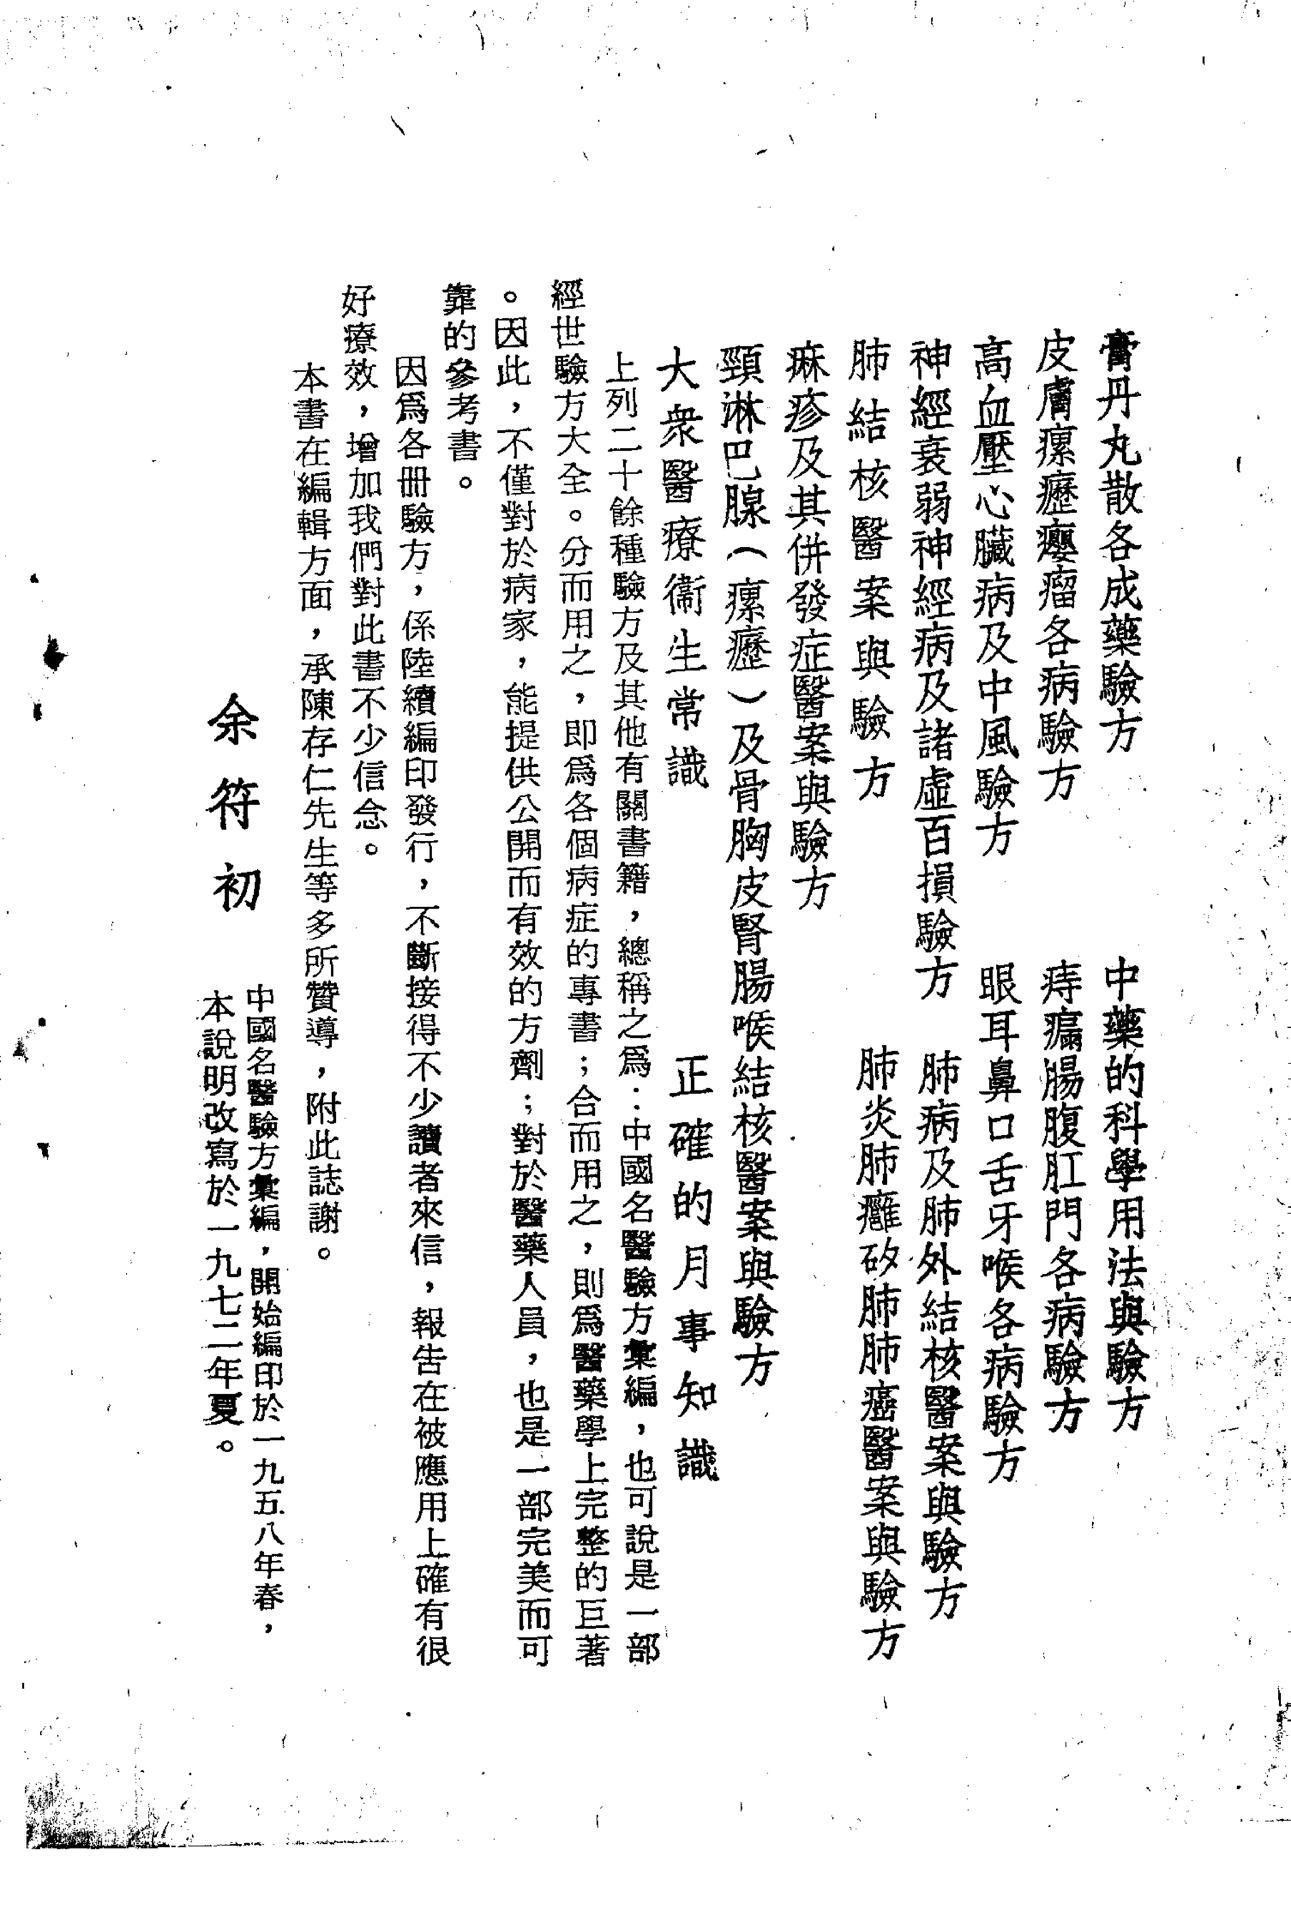 膏丹丸散各成藥驗方
中藥的科學用法與驗方
皮膚瘰癧癭瘤各病驗方
痔瘺腸腹肛門各病驗方
高血壓心臟病及中風驗方
眼耳鼻口舌牙喉各病驗方
神經衰弱神經病及諸虛百損驗方
肺病及肺外結核醫案與驗方
肺結核醫案與驗方
肺炎肺癰矽肺肺癌醫案與驗方
麻疹及其併發症醫案與驗方
頸淋巴腺（瘰癧）及骨胸皮腎腸喉結核醫案與驗方
大衆醫療衞生常識
正確的月事知識
上列二十餘種驗方及其他有關書籍，總稱之爲：中國名醫驗方彙編，也可說是一部
經世驗方大全。分而用之，即爲各個病症的專書；合而用之，則爲醫藥學上完整的巨著
。因此，不僅對於病家，能提供公開而有效的方劑；對於醫藥人員，也是一部完美而可
靠的參考書。
因爲各冊驗方，係陸續編印發行，不斷接得不少讀者來信，報告在被應用上確有很
好療效，增加我們對此書不少信念。
本書在編輯方面，承陳存仁先生等多所贊導，附此誌謝。
余符初
中國名醫驗方彙編，開始編印於一九五八年春，
本說明改寫於一九七二年夏。